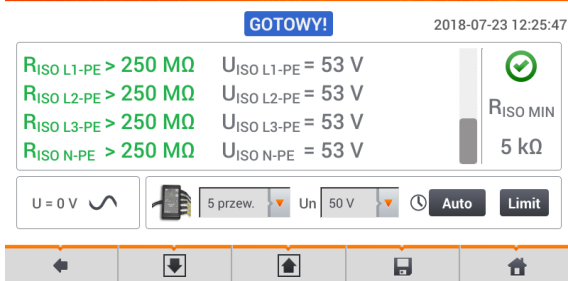 GOTOWY! 2018-07-23 12:25:47
RISO L1-PE > 250 MΩ UISO L1-PE = 53 V
RISO L2-PE > 250 MΩ UISO L2-PE = 53 V
RISO L3-PE > 250 MΩ UISO L3-PE = 53 V
RISO N-PE > 250 MΩ UISO N-PE = 53 V
RISO MIN
5 kΩ
U = 0 V 5 przew. Un 50 V Auto Limit